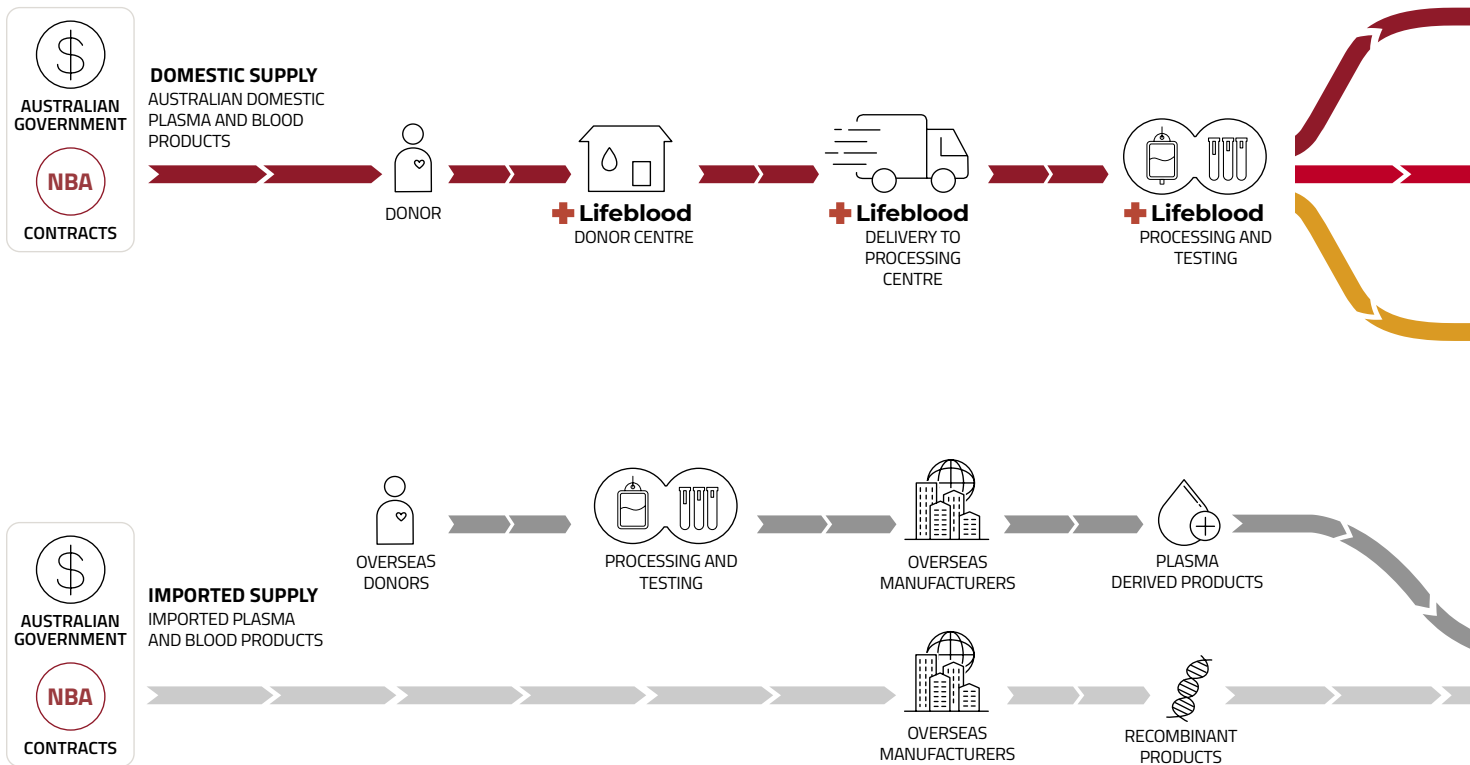 AUSTRALIAN
GOVERNMENT
NBA
CONTRACTS
DOMESTIC SUPPLY
AUSTRALIAN DOMESTIC
PLASMA AND BLOOD
PRODUCTS
DONOR
Lifeblood
DONOR CENTRE
Lifeblood
DELIVERY TO
PROCESSING
CENTRE
Lifeblood
PROCESSING AND
TESTING
AUSTRALIAN
GOVERNMENT
NBA
CONTRACTS
IMPORTED SUPPLY
IMPORTED PLASMA
AND BLOOD PRODUCTS
OVERSEAS
DONORS
PROCESSING AND
TESTING
OVERSEAS
MANUFACTURERS
PLASMA
DERIVED PRODUCTS
OVERSEAS
MANUFACTURERS
RECOMBINANT
PRODUCTS